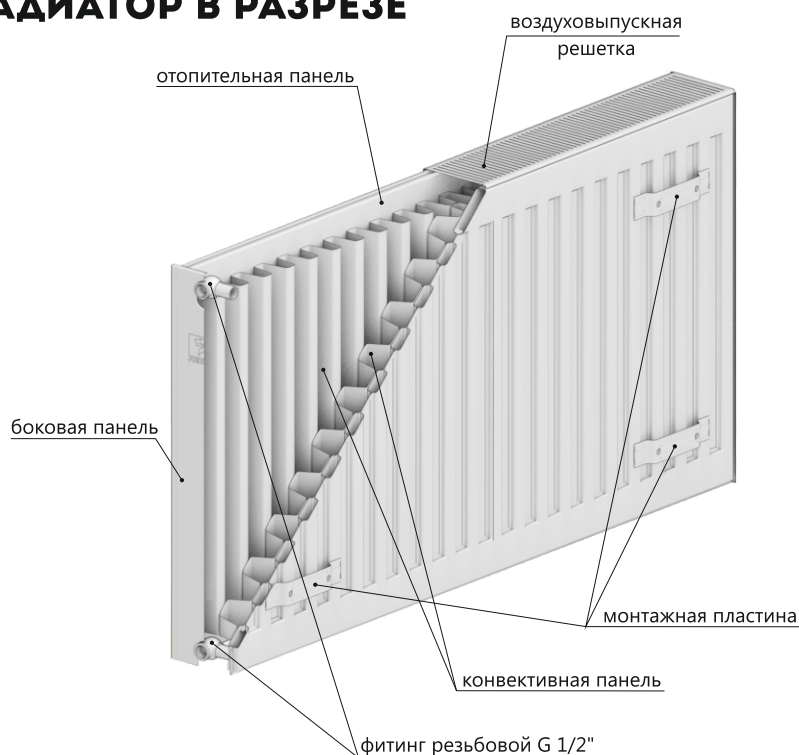 АДИАТОР В РАЗРЕЗЕ
воздуховыпускная
решетка
отопительная панель
боковая панель
монтажная пластина
конвективная панель
фитинг резьбовой G 1/2"